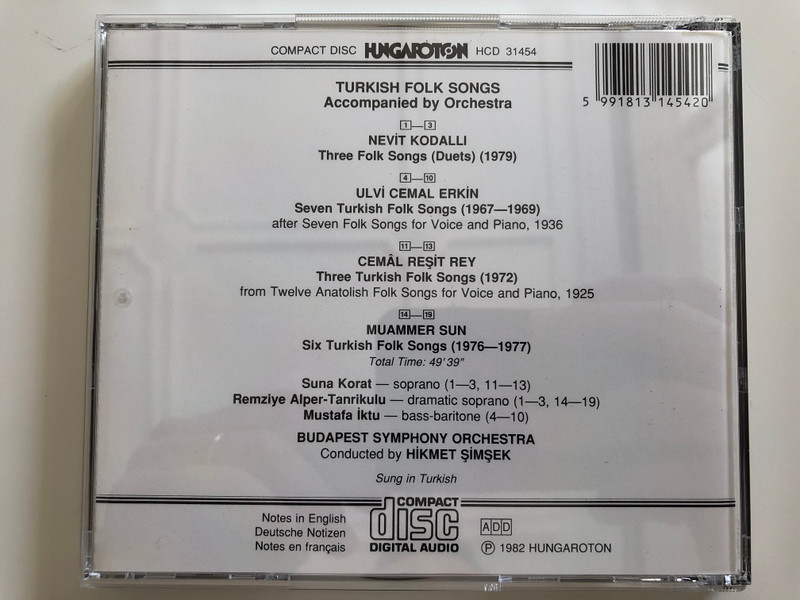 COMPACT DISC HUNGAROTON HCD 31454
5 991813 145420
TURKISH FOLK SONGS
Accompanied by Orchestra
1—3
NEVİT KODALLI
Three Folk Songs (Duets) (1979)
4—10
ULVİ CEMAL ERKİN
Seven Turkish Folk Songs (1967—1969)
after Seven Folk Songs for Voice and Piano, 1936
11—13
CEMÂL REŞİT REY
Three Turkish Folk Songs (1972)
from Twelve Anatolish Folk Songs for Voice and Piano, 1925
14—19
MUAMMER SUN
Six Turkish Folk Songs (1976—1977)
Total Time: 49'39"
Suna Korat — soprano (1—3, 11—13)
Remziye Alper-Tanrikulu — dramatic soprano (1—3, 14—19)
Mustafa İktu — bass-baritone (4—10)
BUDAPEST SYMPHONY ORCHESTRA
Conducted by HİKMET ŞİMŞEK
Sung in Turkish
Notes in English
Deutsche Notizen
Notes en français
COMPACT
disc
DIGITAL AUDIO
ADD
℗ 1982 HUNGAROTON